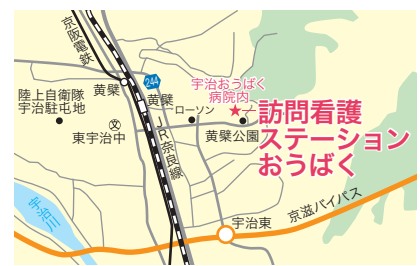 京阪電鉄
244
黄檗
黄檗
宇治おうばく
病院内
陸上自衛隊
宇治駐屯地
ローソン
訪問看護
ステーション
おうばく
文
東宇治中
JR奈良線
黄檗公園
宇治川
宇治東
京滋バイパス